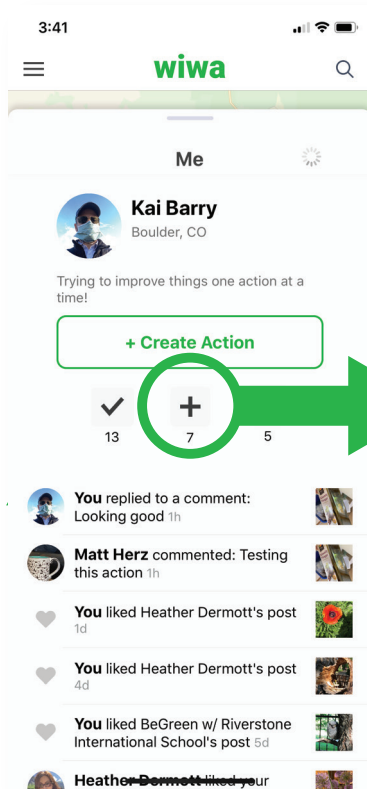 3:41
wiwa
Me
Kai Barry
Boulder, CO
Trying to improve things one action at a
time!
+ Create Action
13 7 5
You replied to a comment:
Looking good 1h
Matt Herz commented: Testing
this action 1h
You liked Heather Dermott's post
1d
You liked Heather Dermott's post
4d
You liked BeGreen w/ Riverstone
International School's post 5d
Heather Dermott liked your